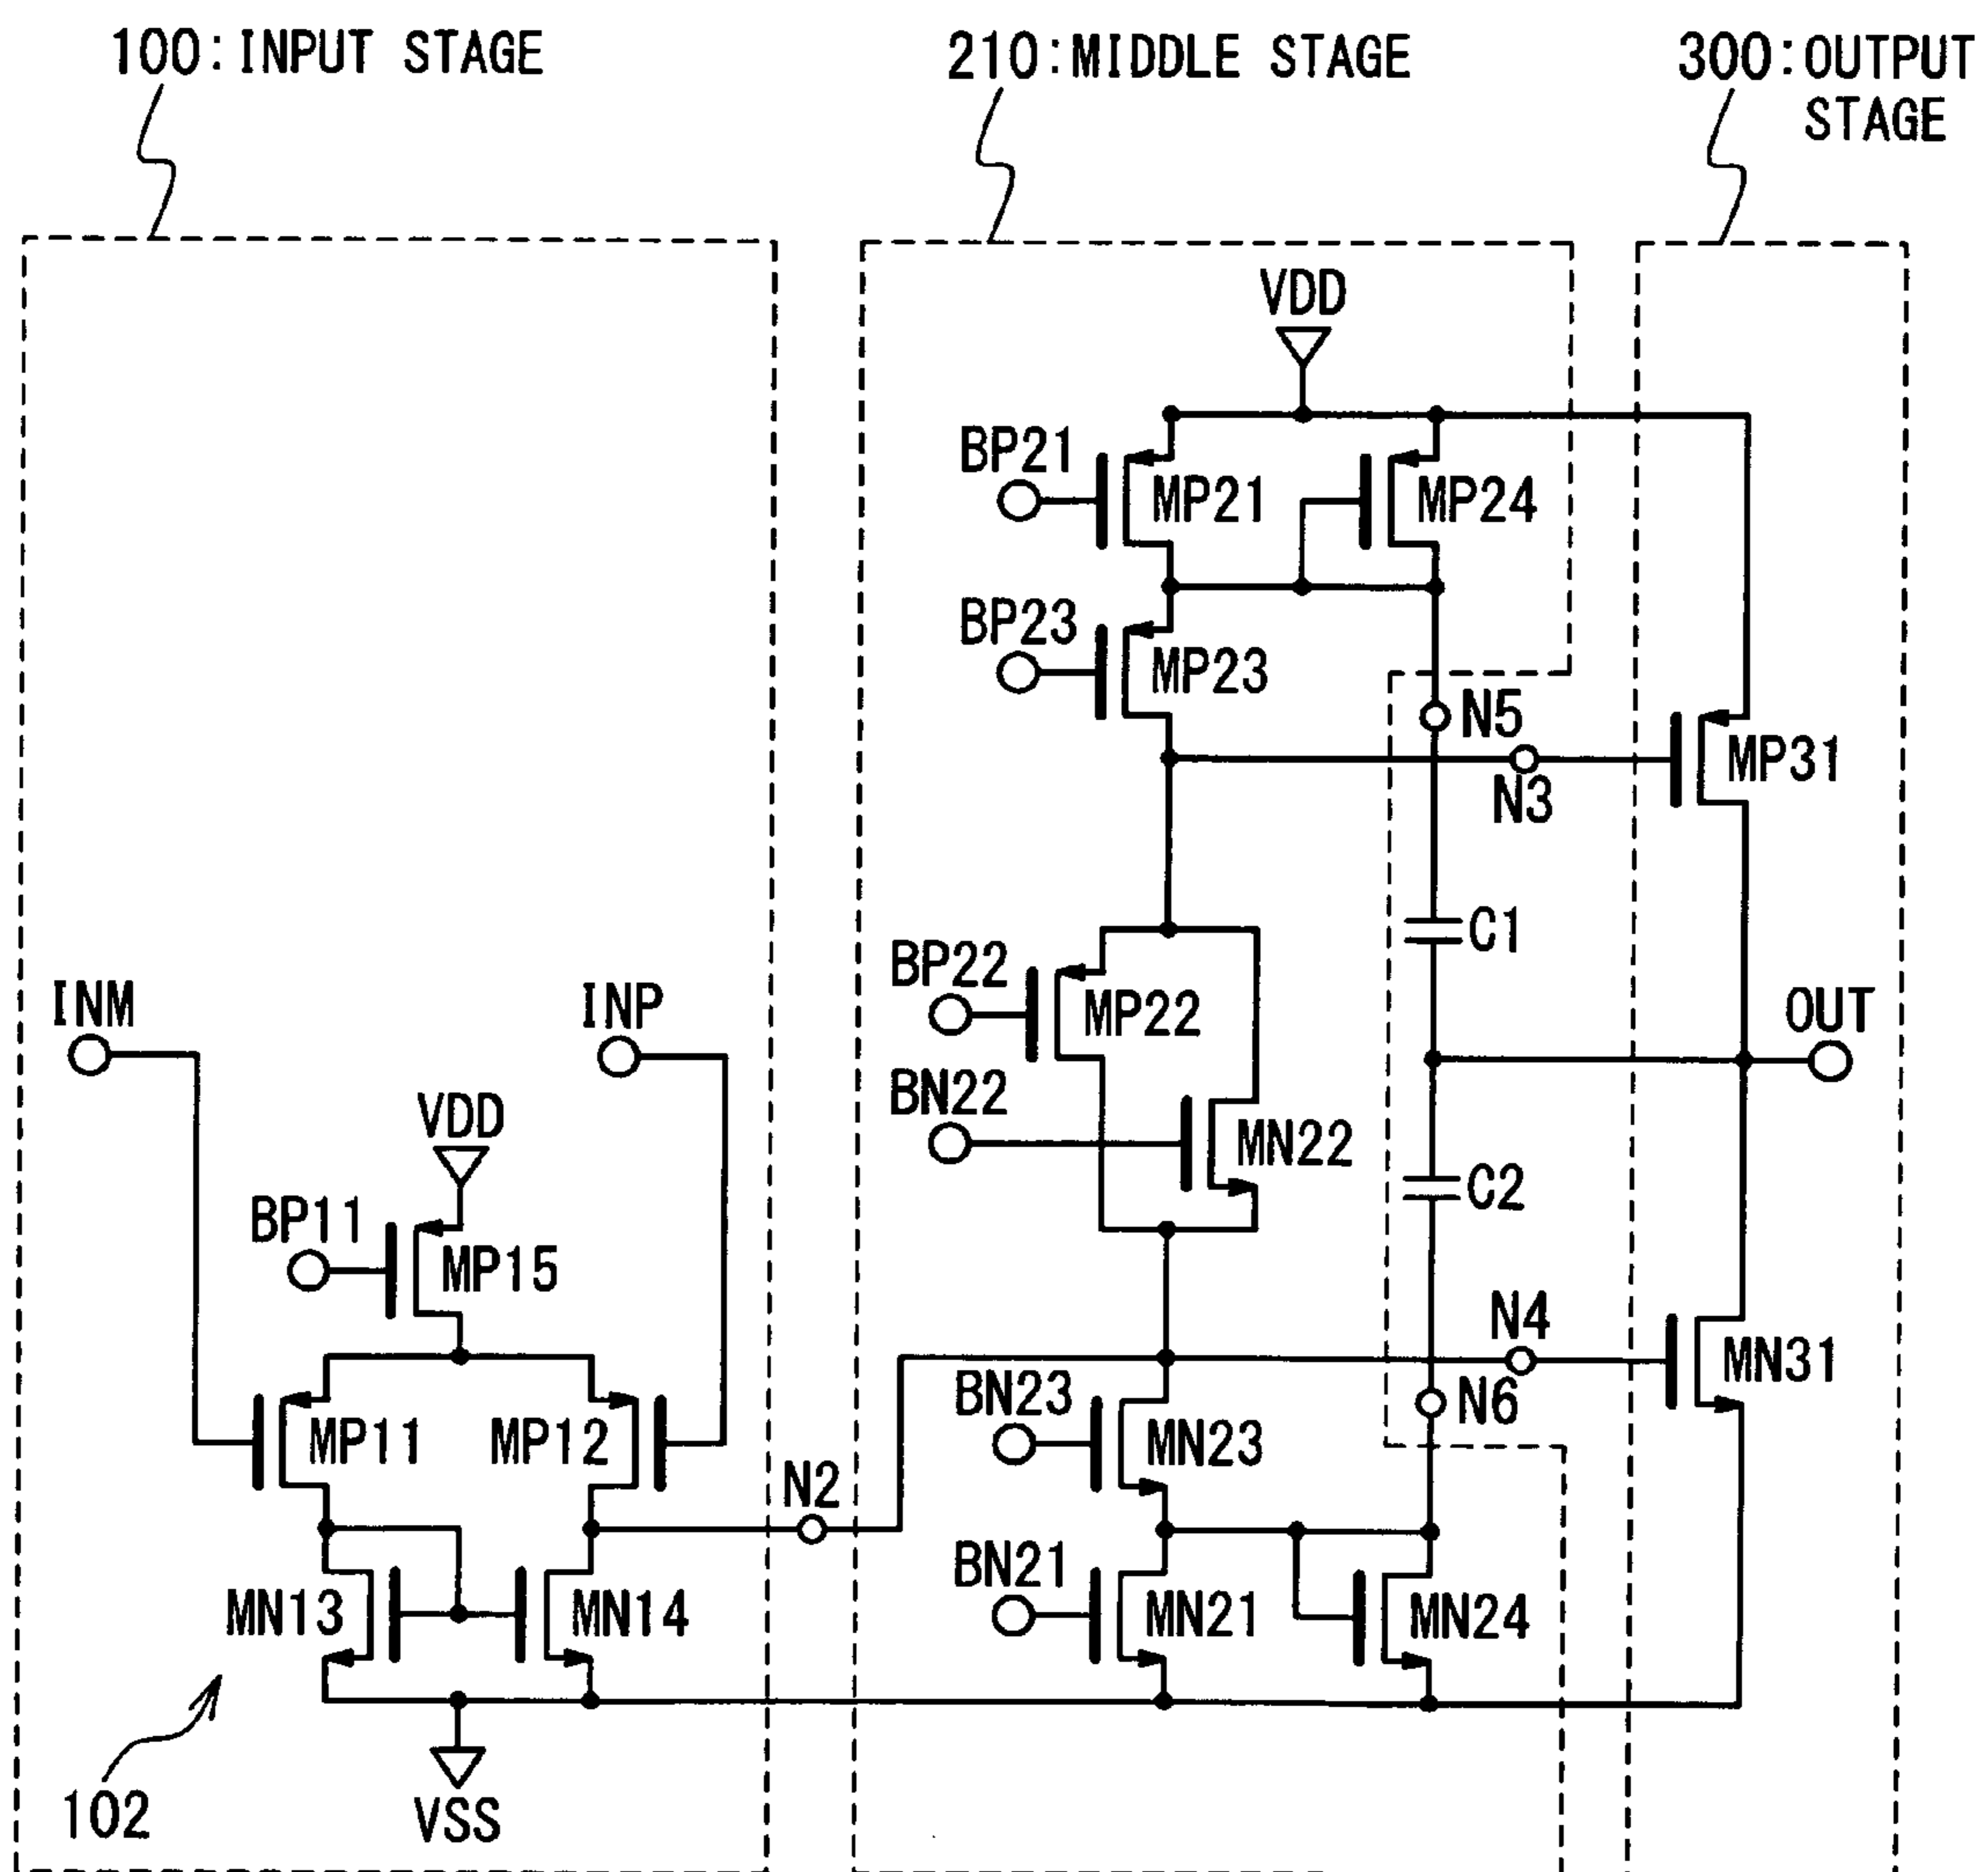 100:INPUT STAGE
210:MIDDLE STAGE
300:OUTPUT
STAGE
VDD
BP21
MP21
MP24
BP23
MP23
N5
N3
MP31
C1
BP22
MP22
INM
INP
OUT
BN22
MN22
VDD
C2
BP11
MP15
N4
MN31
BN23
MN23
N6
MP11
MP12
N2
BN21
MN21
MN24
MN13
MN14
102
VSS